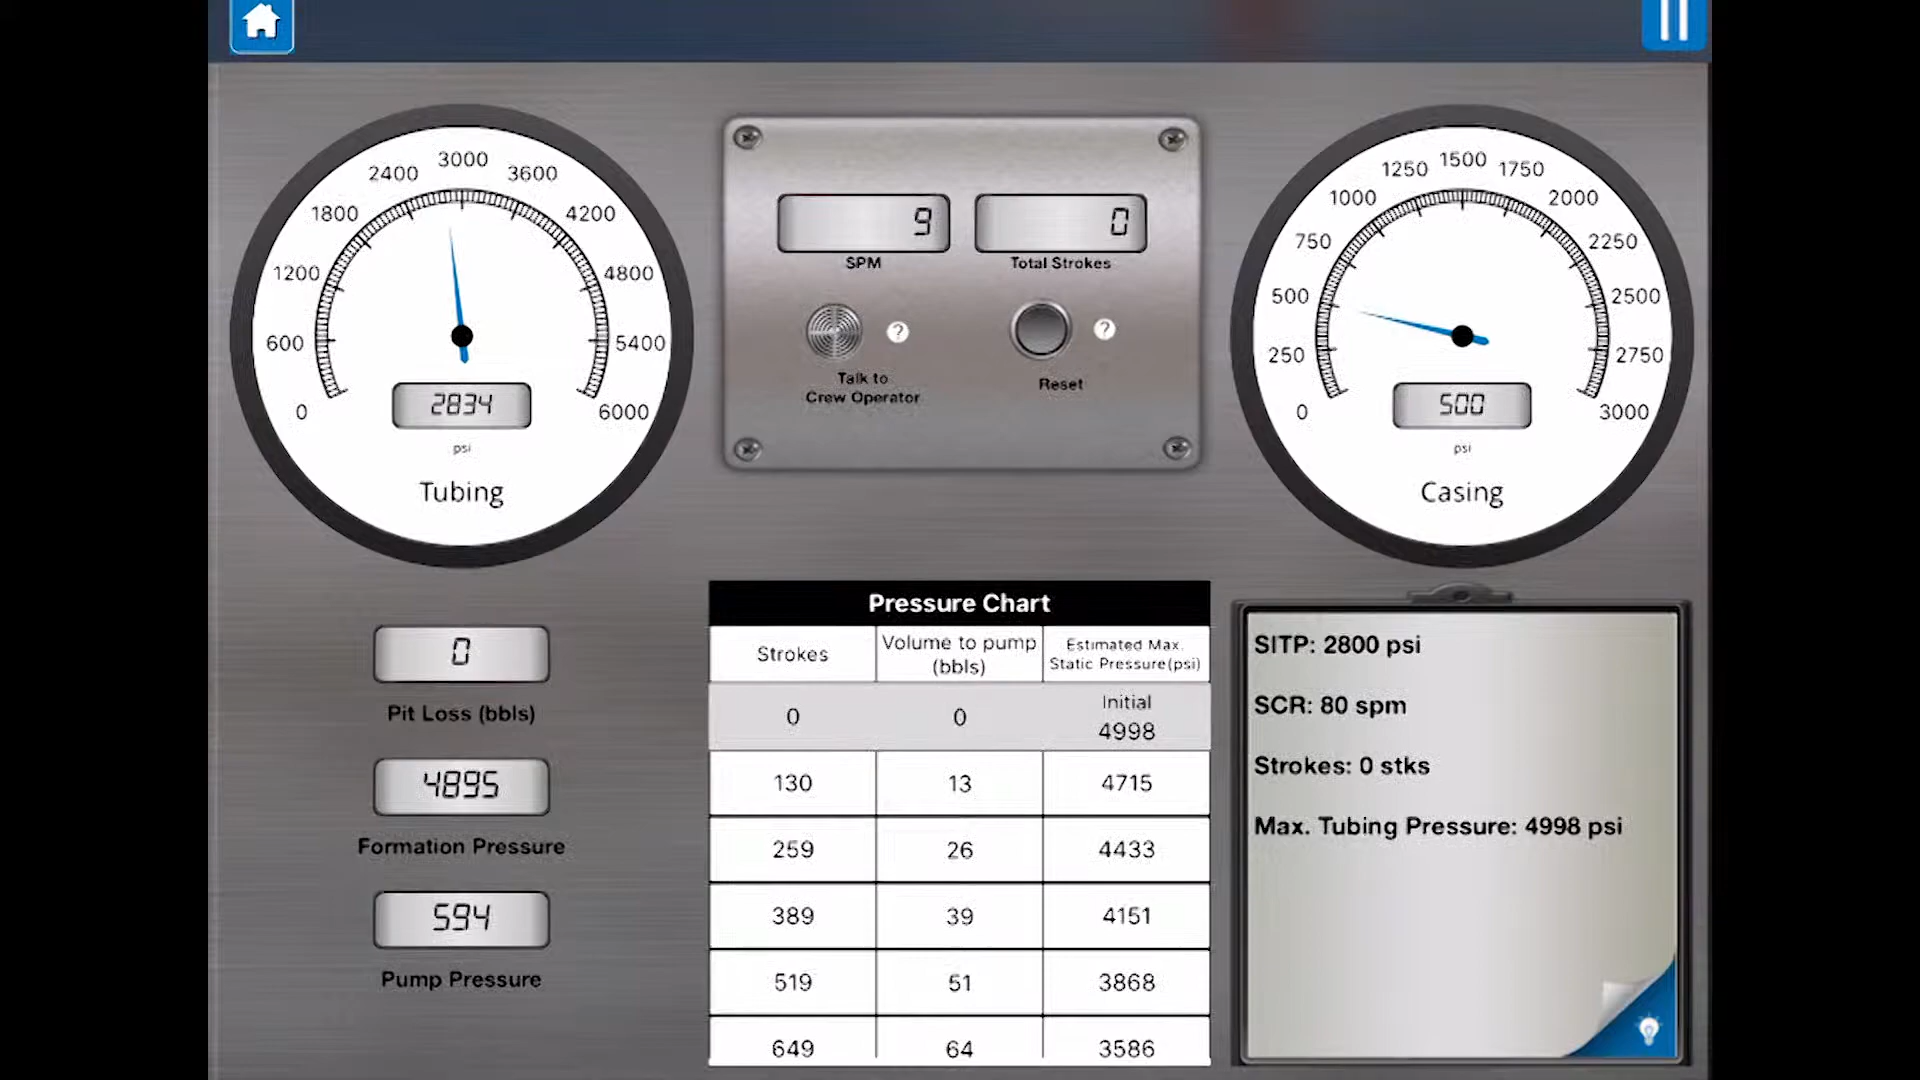 0
600
1200
1800
2400
3000
3600
4200
4800
5400
6000
2834
psi
Tubing
9
0
SPM
Total Strokes
?
?
Talk to
Crew Operator
Reset
0
250
500
750
1000
1250
1500
1750
2000
2250
2500
2750
3000
500
psi
Casing
0
Pit Loss (bbls)
4895
Formation Pressure
594
Pump Pressure
Pressure Chart
Strokes
Volume to pump
(bbls)
Estimated Max.
Static Pressure(psi)
0
0
Initial
4998
130 13 4715
259 26 4433
389 39 4151
519 51 3868
649 64 3586
SITP: 2800 psi
SCR: 80 spm
Strokes: 0 stks
Max. Tubing Pressure: 4998 psi